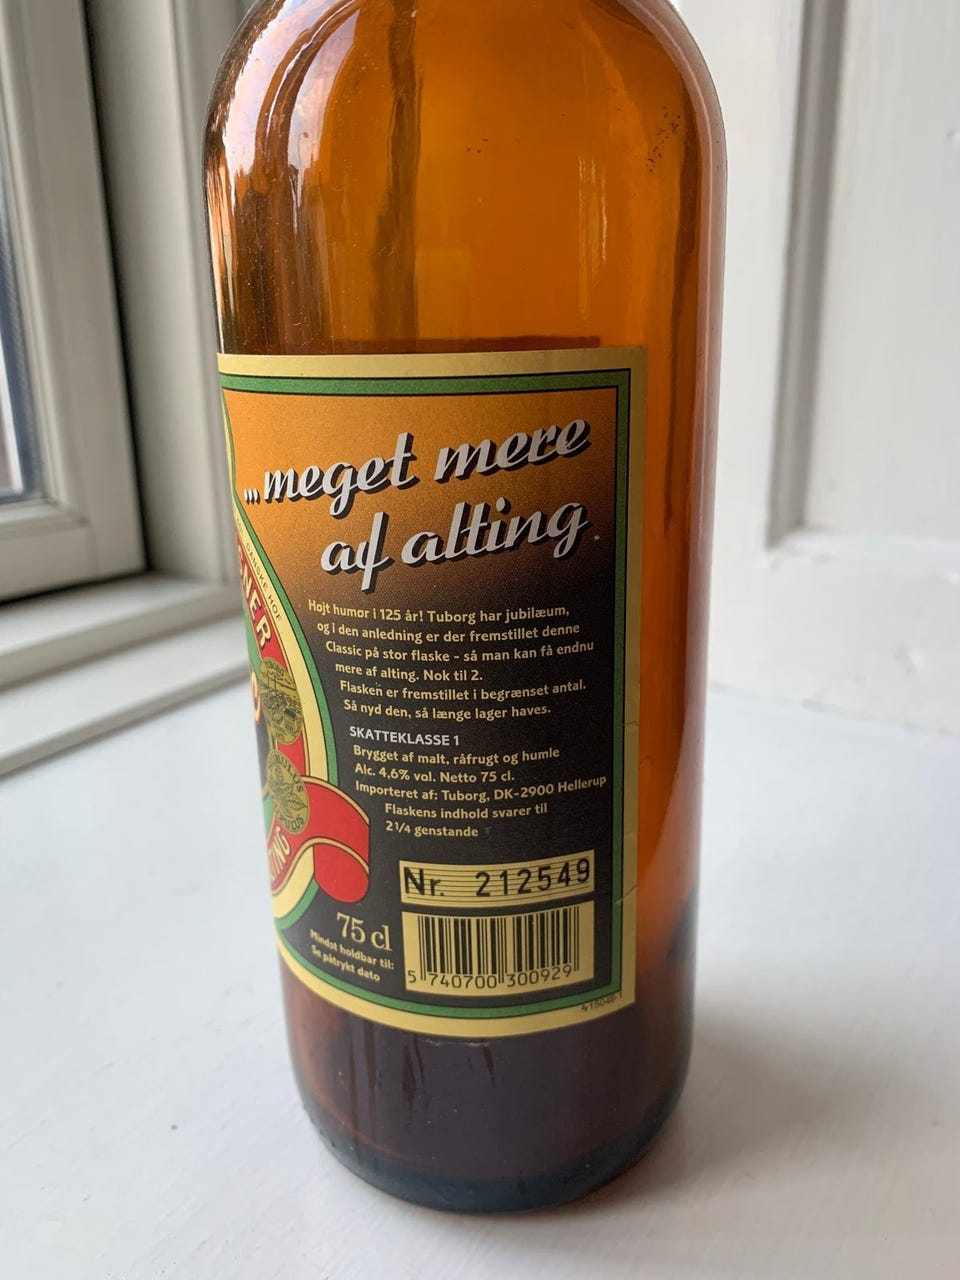 ...meget mere
af alting
Højt humør i 125 år! Tuborg har jubilæum,
og i den anledning er der fremstillet denne
Classic på stor flaske - så man kan få endnu
mere af alting. Nok til 2.
Flasken er fremstillet i begrænset antal.
Så nyd den, så længe lager haves.
SKATTEKLASSE 1
Brygget af malt, råfrugt og humle
Alc. 4,6% vol. Netto 75 cl.
Importeret af: Tuborg, DK-2900 Hellerup
Flaskens indhold svarer til
2 1/4 genstande
Nr. 212549
75 cl
Mindst holdbar til:
Se påtrykt dato
5 740700 300929
DANSKE HOF